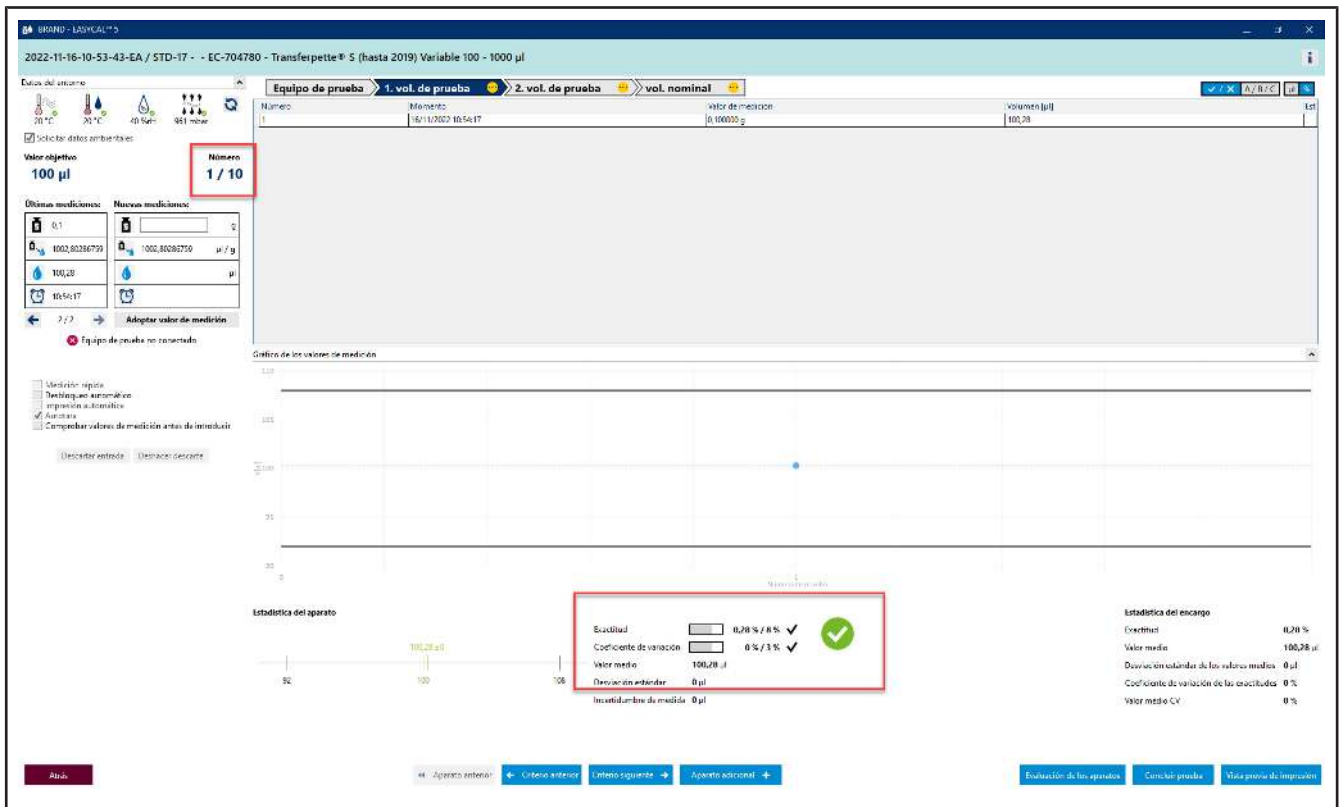 BRAND - EASYCAL™ 5
2022-11-16-10-53-43-EA / STD-17 - - EC-704780 - Transferpette® S (hasta 2019) Variable 100 - 1000 µl
Datos del entorno
20 °C 20 °C 40 %rH 961 mbar
Solicitar datos ambientales
Valor objetivo Número
100 µl 1 / 10
Últimas mediciones: Nuevas mediciones:
0,1 g
1002,80286759 1002,80286759 µl / g
100,28 µl
10:54:17
2 / 2 Adoptar valor de medición
Equipo de prueba no conectado
Medición rápida
Desbloqueo automático
Impresión automática
Autotara
Comprobar valores de medición antes de introducir
Descartar entrada Deshacer descarte
Equipo de prueba 1. vol. de prueba 2. vol. de prueba vol. nominal
✓ / X A / B / C µl %
Número Momento Valor de medición Volumen [µl] Est
1 16/11/2022 10:54:17 0,100000 g 100,28
Gráfico de los valores de medición
110
105
100
90
0 1
Estadística del aparato
100,28 ± 0
92 100 108
Exactitud 0,28 % / 8 % ✓
Coeficiente de variación 0 % / 3 % ✓
Valor medio 100,28 µl
Desviación estándar 0 µl
Incertidumbre de medida 0 µl
Estadística del encargo
Exactitud 0,28 %
Valor medio 100,28 µl
Desviación estándar de los valores medios 0 µl
Coeficiente de variación de las exactitudes 0 %
Valor medio CV 0 %
Atrás Aparato anterior Criterio anterior Criterio siguiente Aparato adicional Evaluación de los aparatos Concluir prueba Vista previa de impresión